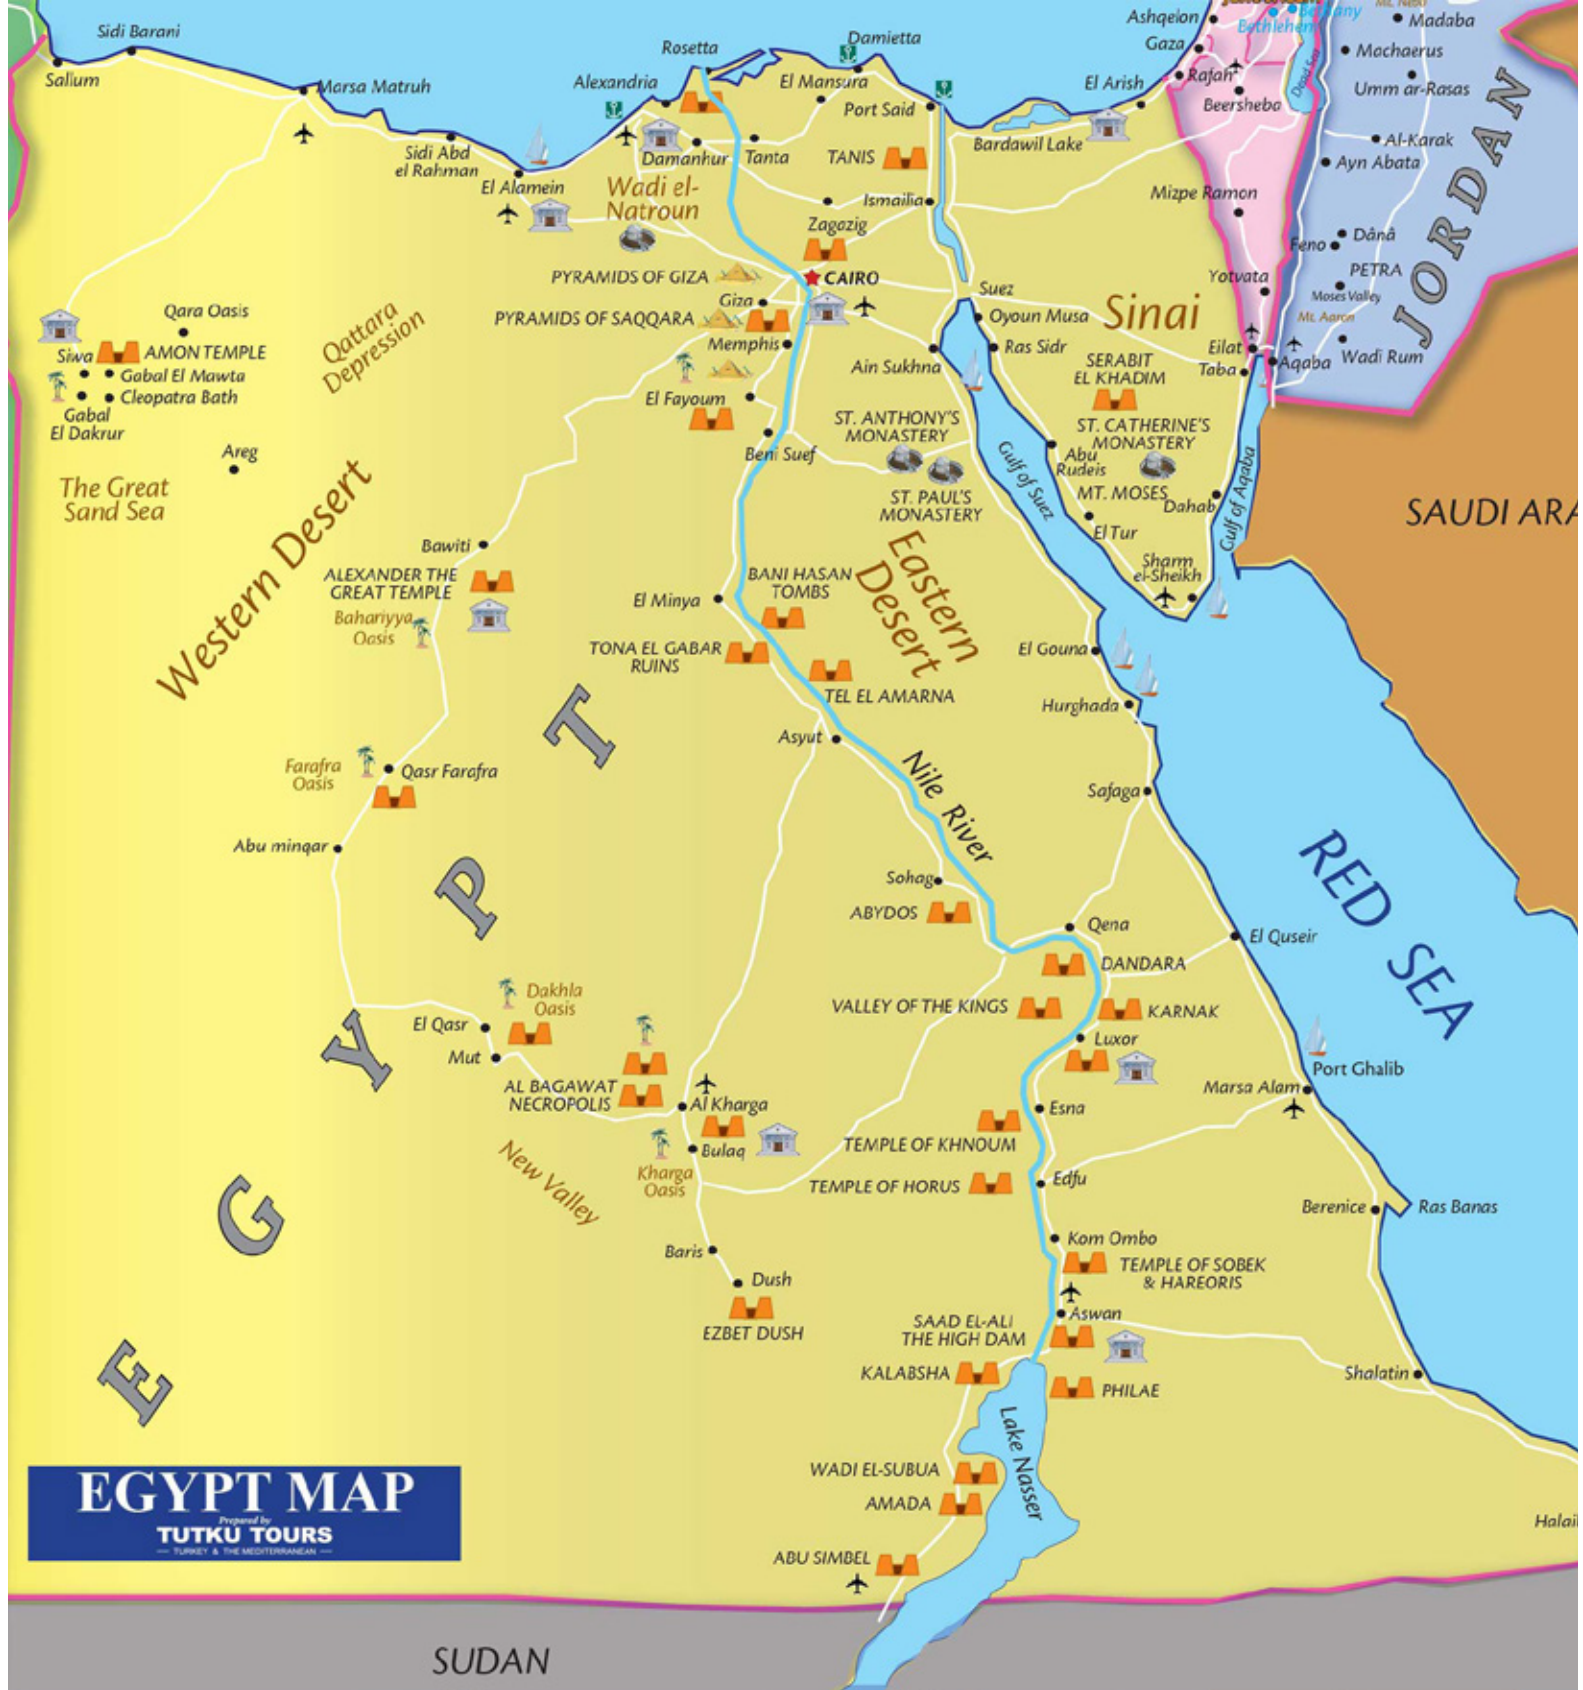 Sidi Barani
Sallum
Marsa Matruh
Sidi Abd
el Rahman
El Alamein
Alexandria
Rosetta
Damietta
El Mansura
Port Said
Damanhur
Tanta
TANIS
Wadi el-
Natroun
Ismailia
Zagazig
Bardawil Lake
El Arish
Rafah
Gaza
Ashqelon
Bethlehem
Beersheba
Dead Sea
Mizpe Ramon
Yotvata
Eilat
Taba
Aqaba
Madaba
Machaerus
Umm ar-Rasas
Al-Karak
Ayn Abata
Dânâ
Feno
PETRA
Moses Valley
Mt. Aaron
Wadi Rum
JORDAN
PYRAMIDS OF GIZA
CAIRO
Giza
PYRAMIDS OF SAQQARA
Memphis
El Fayoum
Beni Suef
Suez
Oyoun Musa
Ras Sidr
Ain Sukhna
Sinai
SERABIT
EL KHADIM
ST. CATHERINE'S
MONASTERY
Abu
Rudeis
MT. MOSES
Dahab
El Tur
Sharm
el-Sheikh
Gulf of Suez
Gulf of Aqaba
ST. ANTHONY'S
MONASTERY
ST. PAUL'S
MONASTERY
SAUDI ARA
Qara Oasis
Siwa
AMON TEMPLE
Gabal El Mawta
Cleopatra Bath
Gabal
El Dakrur
Areg
The Great
Sand Sea
Qattara
Depression
Western Desert
Bawiti
ALEXANDER THE
GREAT TEMPLE
Bahariyya
Oasis
El Minya
BANI HASAN
TOMBS
TONA EL GABAR
RUINS
TEL EL AMARNA
Eastern
Desert
El Gouna
Hurghada
Safaga
Asyut
Nile River
Farafra
Oasis
Qasr Farafra
Abu minqar
Sohag
ABYDOS
Qena
El Quseir
RED SEA
DANDARA
VALLEY OF THE KINGS
KARNAK
Luxor
Dakhla
Oasis
El Qasr
Mut
AL BAGAWAT
NECROPOLIS
Al Kharga
Bulaq
Kharga
Oasis
New Valley
Esna
TEMPLE OF KHNOUM
TEMPLE OF HORUS
Edfu
Port Ghalib
Marsa Alam
Berenice
Ras Banas
Baris
Dush
EZBET DUSH
Kom Ombo
TEMPLE OF SOBEK
& HAREORIS
Aswan
SAAD EL-ALI
THE HIGH DAM
KALABSHA
PHILAE
Shalatin
Lake Nasser
WADI EL-SUBUA
AMADA
ABU SIMBEL
Halai
EGYPT
EGYPT MAP
Prepared by
TUTKU TOURS
— TURKEY & THE MEDITERRANEAN —
SUDAN